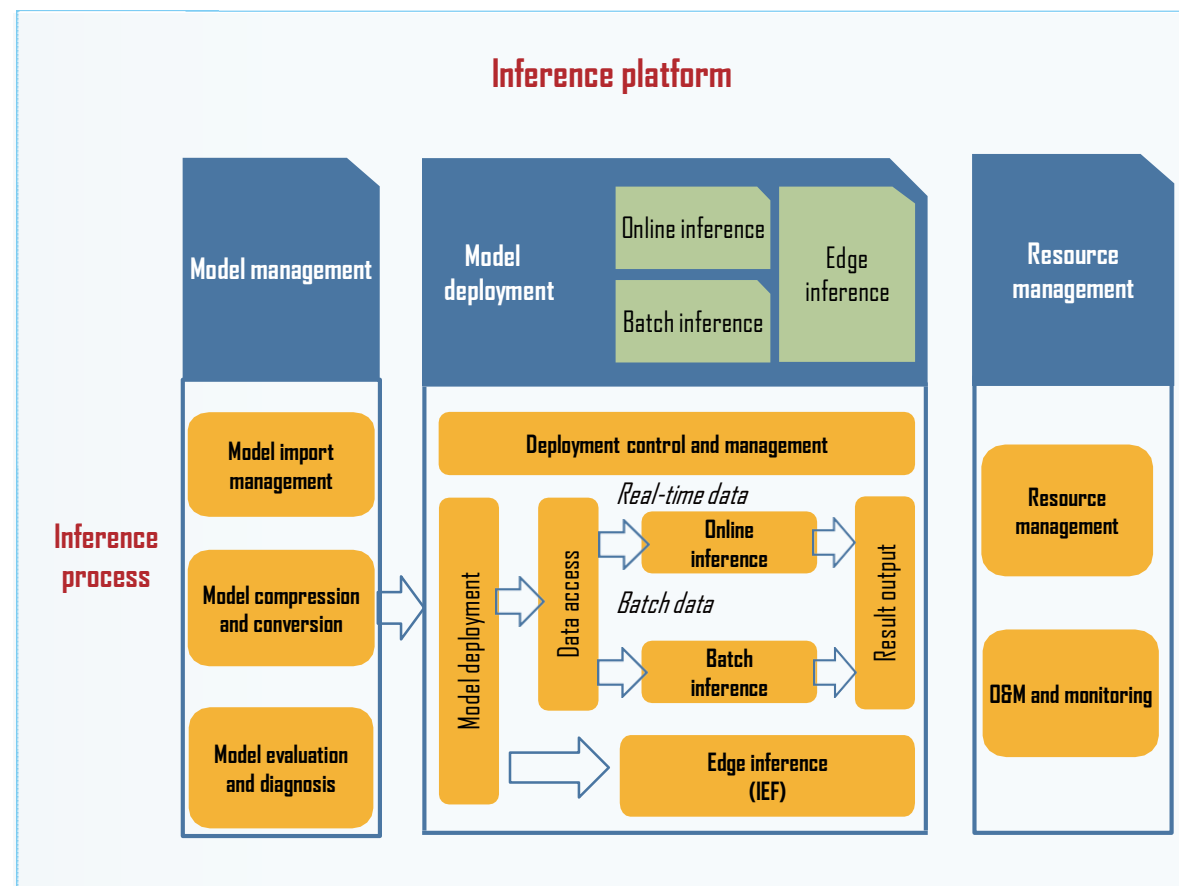 Inference platform
Model management
Model
deployment
Online inference
Batch inference
Edge
inference
Resource
management
Inference
process
Model import
management
Model compression
and conversion
Model evaluation
and diagnosis
Deployment control and management
Model deployment
Data access
Real-time data
Online
inference
Batch data
Batch
inference
Result output
Edge inference
(IEF)
Resource
management
O&M and monitoring